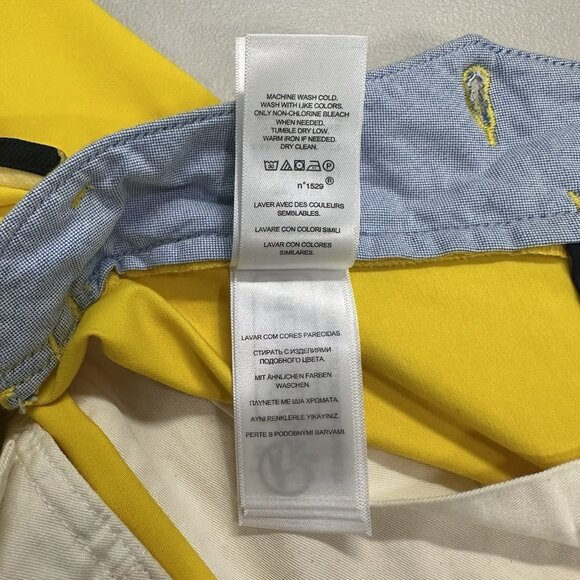 MACHINE WASH COLD.
WASH WITH LIKE COLORS.
ONLY NON-CHLORINE BLEACH
WHEN NEEDED.
TUMBLE DRY LOW.
WARM IRON IF NEEDED.
DRY CLEAN.
n°1529®
LAVER AVEC DES COULEURS
SEMBLABLES.
LAVARE CON COLORI SIMILI
LAVAR CON COLORES
SIMILARES.
LAVAR COM CORES PARECIDAS.
СТИРАТЬ С ИЗДЕЛИЯМИ
ПОДОБНОГО ЦВЕТА.
MIT ÄHNLICHEN FARBEN
WASCHEN.
ΠΛΥΝΕΤΕ ΜΕ ΙΔΙΑ ΧΡΩΜΑΤΑ.
AYNI RENKLERLE YIKAYINIZ.
PERTE S PÓDOBNÝMI BARVAMI.